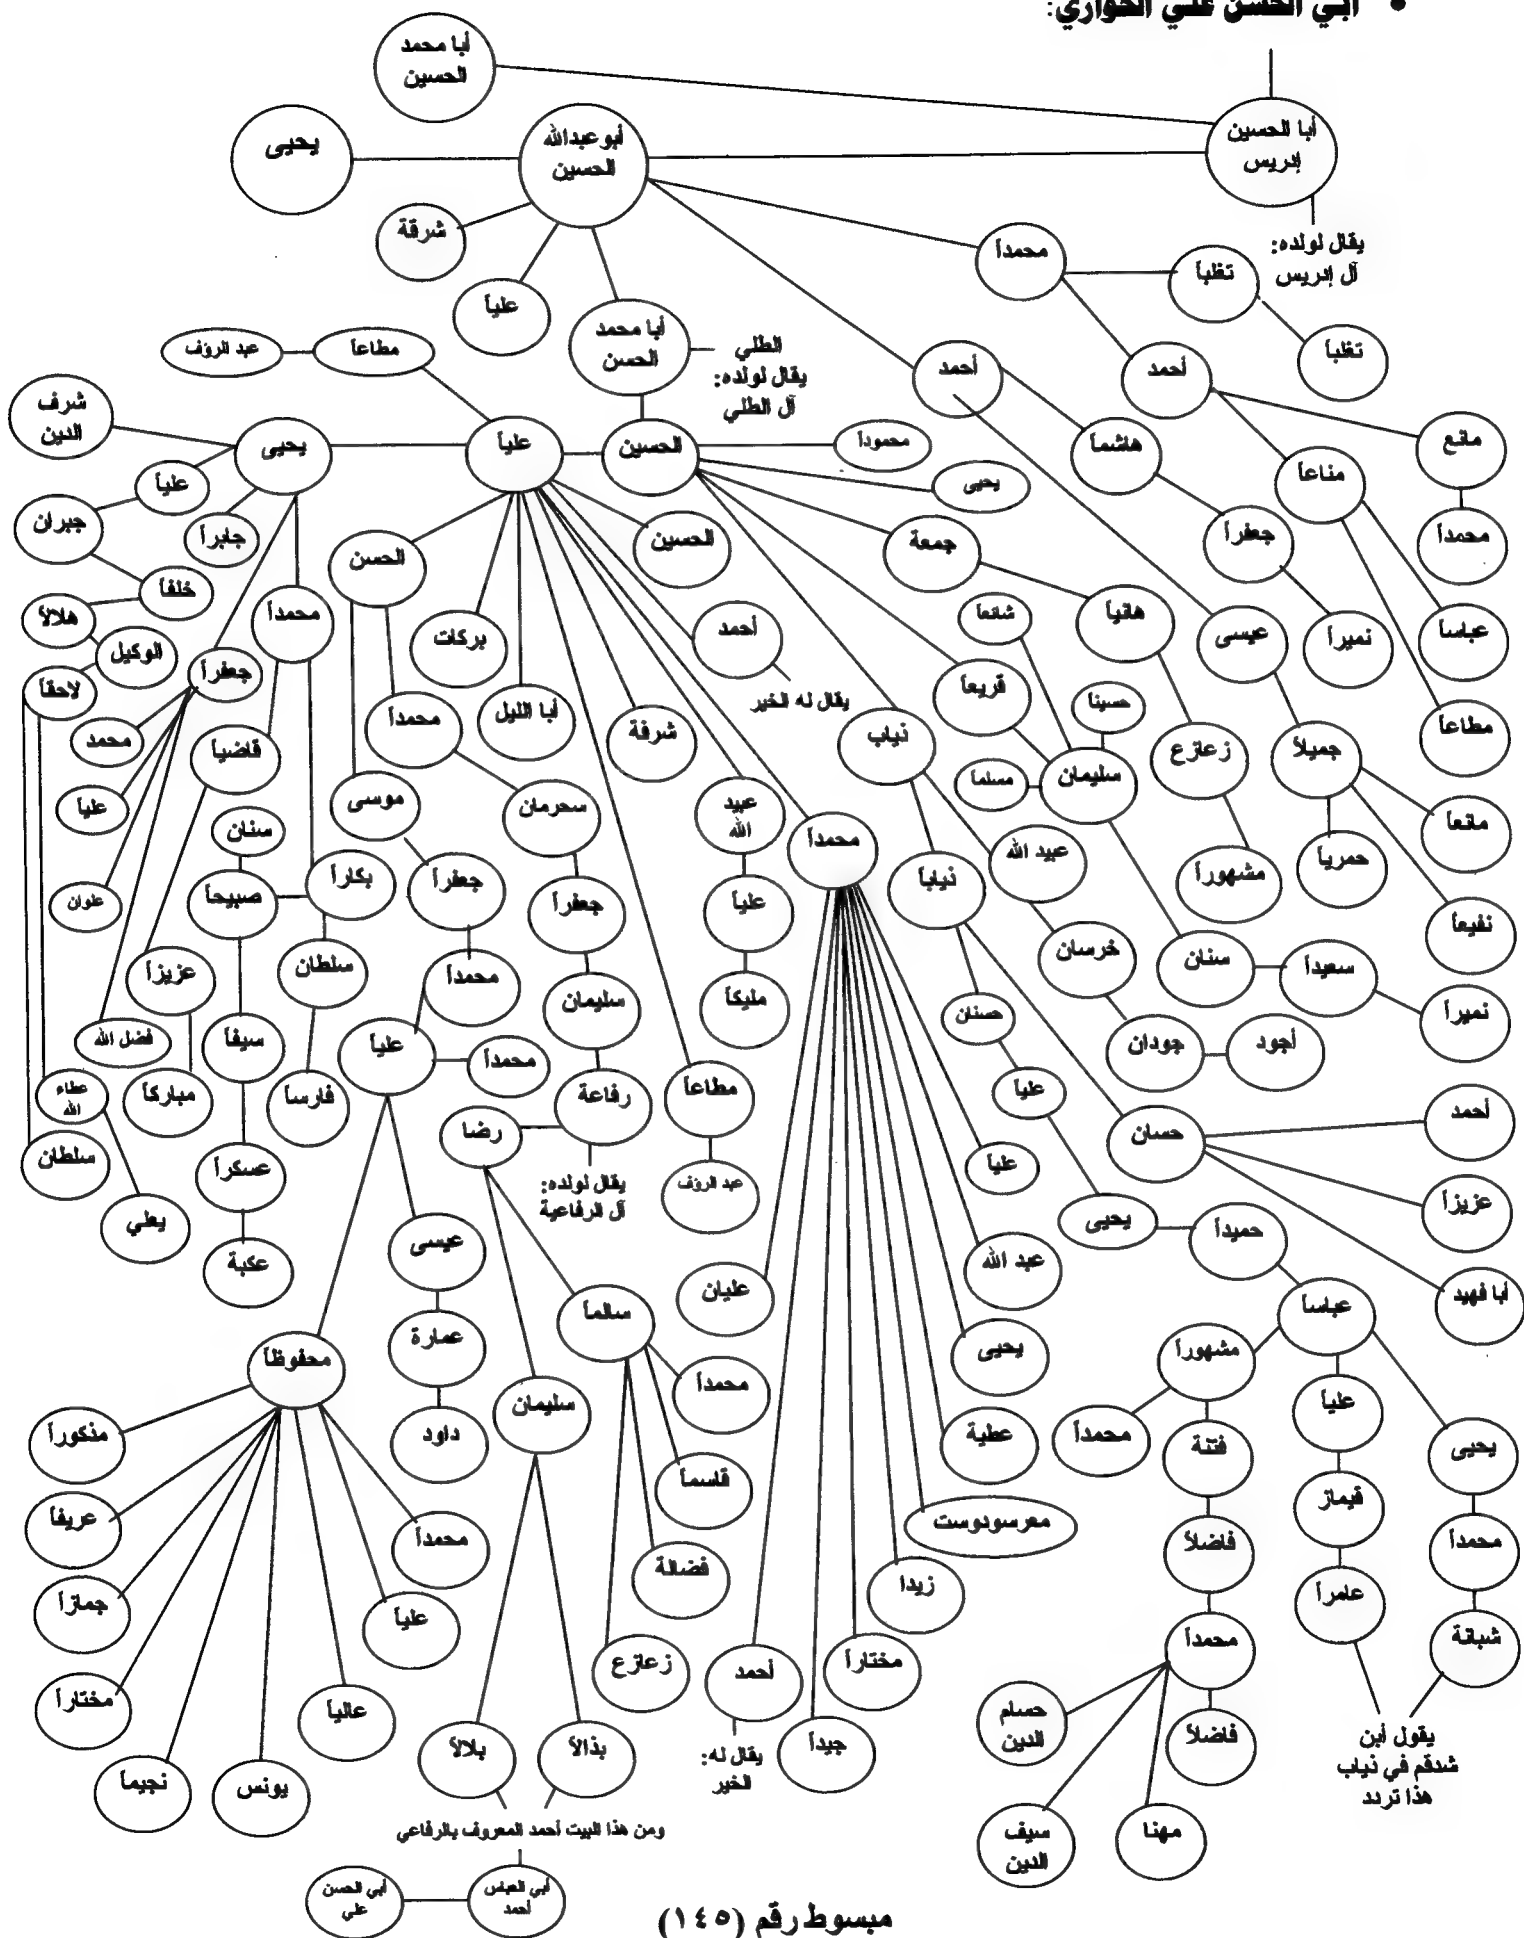 • أبي الحسن علي الحواري:
أبا محمد
الحسين
أبا الحسين
إدريس
أبو عبدالله
الحسين
يحيى
شرقة
علياً
يقال لولده:
آل إدريس
محمداً
تغلباً
تغلباً
أبا محمد
الحسن
الطلي
يقال لولده:
آل الطلي
مطاعاً
عبد الرؤف
أحمد
أحمد
شرف
الدين
يحيى
علياً
الحسين
محموداً
هاشماً
مانع
علياً
يحيى
مناعاً
جبران
جابراً
الحسن
الحسين
جمعة
جعفراً
محمداً
خلفاً
هلالاً
محمداً
بركات
أحمد
شائعاً
هانياً
عيسى
نميراً
عباساً
الوكيل
جعفراً
لاحقاً
يقال له الخير
قريعاً
حسينا
محمد
قاضياً
محمداً
أبا الليل
شرفة
ذياب
مسلماً
سليمان
زعازع
جميلاً
مطاعاً
علياً
سنان
موسى
سحرمان
عبيد
الله
محمداً
عبيد الله
مانعاً
حمرياً
مشهوراً
علوان
صبيحاً
بكاراً
جعفراً
جعفراً
علياً
ذياباً
نفيعاً
عزيزاً
سلطان
محمداً
سليمان
مليكاً
خرسان
سنان
سعيداً
نميراً
حسنان
فضل الله
سيفاً
علياً
محمداً
جودان
أجود
عطاء
الله
مباركاً
فارساً
رفاعة
مطاعاً
علياً
سلطان
رضا
حسان
أحمد
عسكراً
يقال لولده:
آل الرفاعية
عبد الرؤف
علياً
عزيزاً
يعلي
عكبة
عيسى
يحيى
حميداً
عبد الله
عليان
أبا فهيد
عمارة
سالماً
عباساً
محفوظاً
يحيى
مشهوراً
محمداً
سليمان
علياً
منكوراً
داود
عطية
محمداً
فتنة
يحيى
قاسماً
عريفاً
محمداً
معرسودوست
قيماز
فضالة
فاضلاً
محمداً
جمازاً
علياً
زيدا
عامراً
زعازع
أحمد
مختاراً
محمداً
شبانة
مختاراً
عالياً
حسام
الدين
فاضلاً
بلالاً
بذالاً
يقال له:
الخير
جيداً
يقول أبن
شدقم في ذياب
هذا تردد
نجيماً
يونس
سيف
الدين
مهنا
ومن هذا البيت أحمد المعروف بالرفاعي
أبي العباس
أحمد
أبي الحسن
علي
مبسوط رقم (١٤٥)